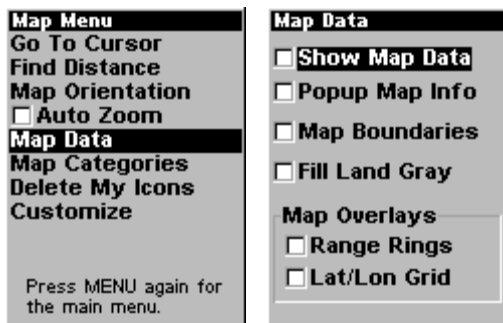 Map Menu
Go To Cursor
Find Distance
Map Orientation
Auto Zoom
Map Data
Map Categories
Delete My Icons
Customize
Press MENU again for
the main menu.
Map Data
Show Map Data
Popup Map Info
Map Boundaries
Fill Land Gray
Map Overlays
Range Rings
Lat/Lon Grid